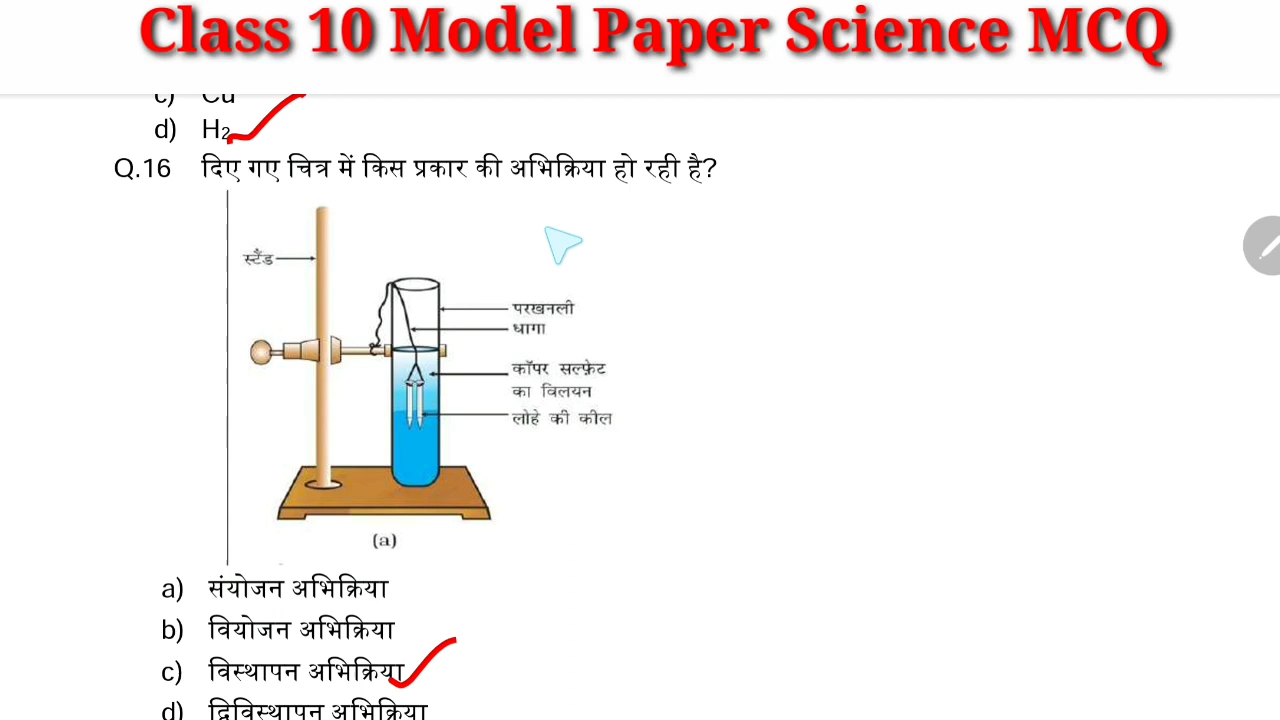 Class 10 Model Paper Science MCQ
c) Cu
d) H₂
Q.16 दिए गए चित्र में किस प्रकार की अभिक्रिया हो रही है?
स्टैंड
परखनली
धागा
कॉपर सल्फ़ेट
का विलयन
लोहे की कील
(a)
a) संयोजन अभिक्रिया
b) वियोजन अभिक्रिया
c) विस्थापन अभिक्रिया
d) द्विविस्थापन अभिक्रिया